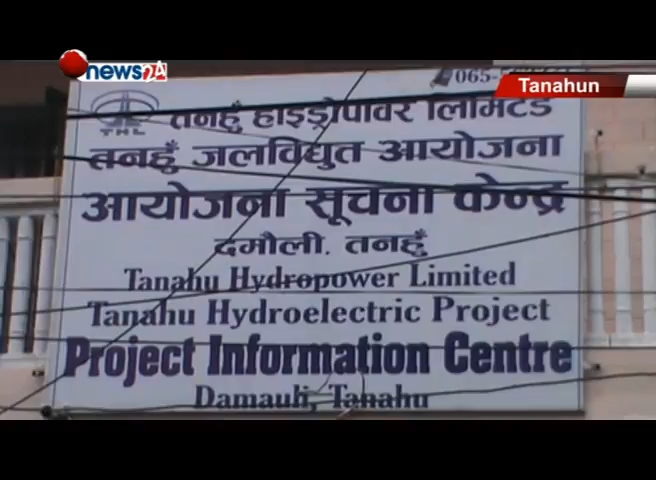 news24
065-
Tanahun
THL
तनहुँ हाइड्रोपावर लिमिटेड
तनहुँ जलविद्युत आयोजना
आयोजना सूचना केन्द्र
दमौली, तनहुँ
Tanahu Hydropower Limited
Tanahu Hydroelectric Project
Project Information Centre
Damauli, Tanahu